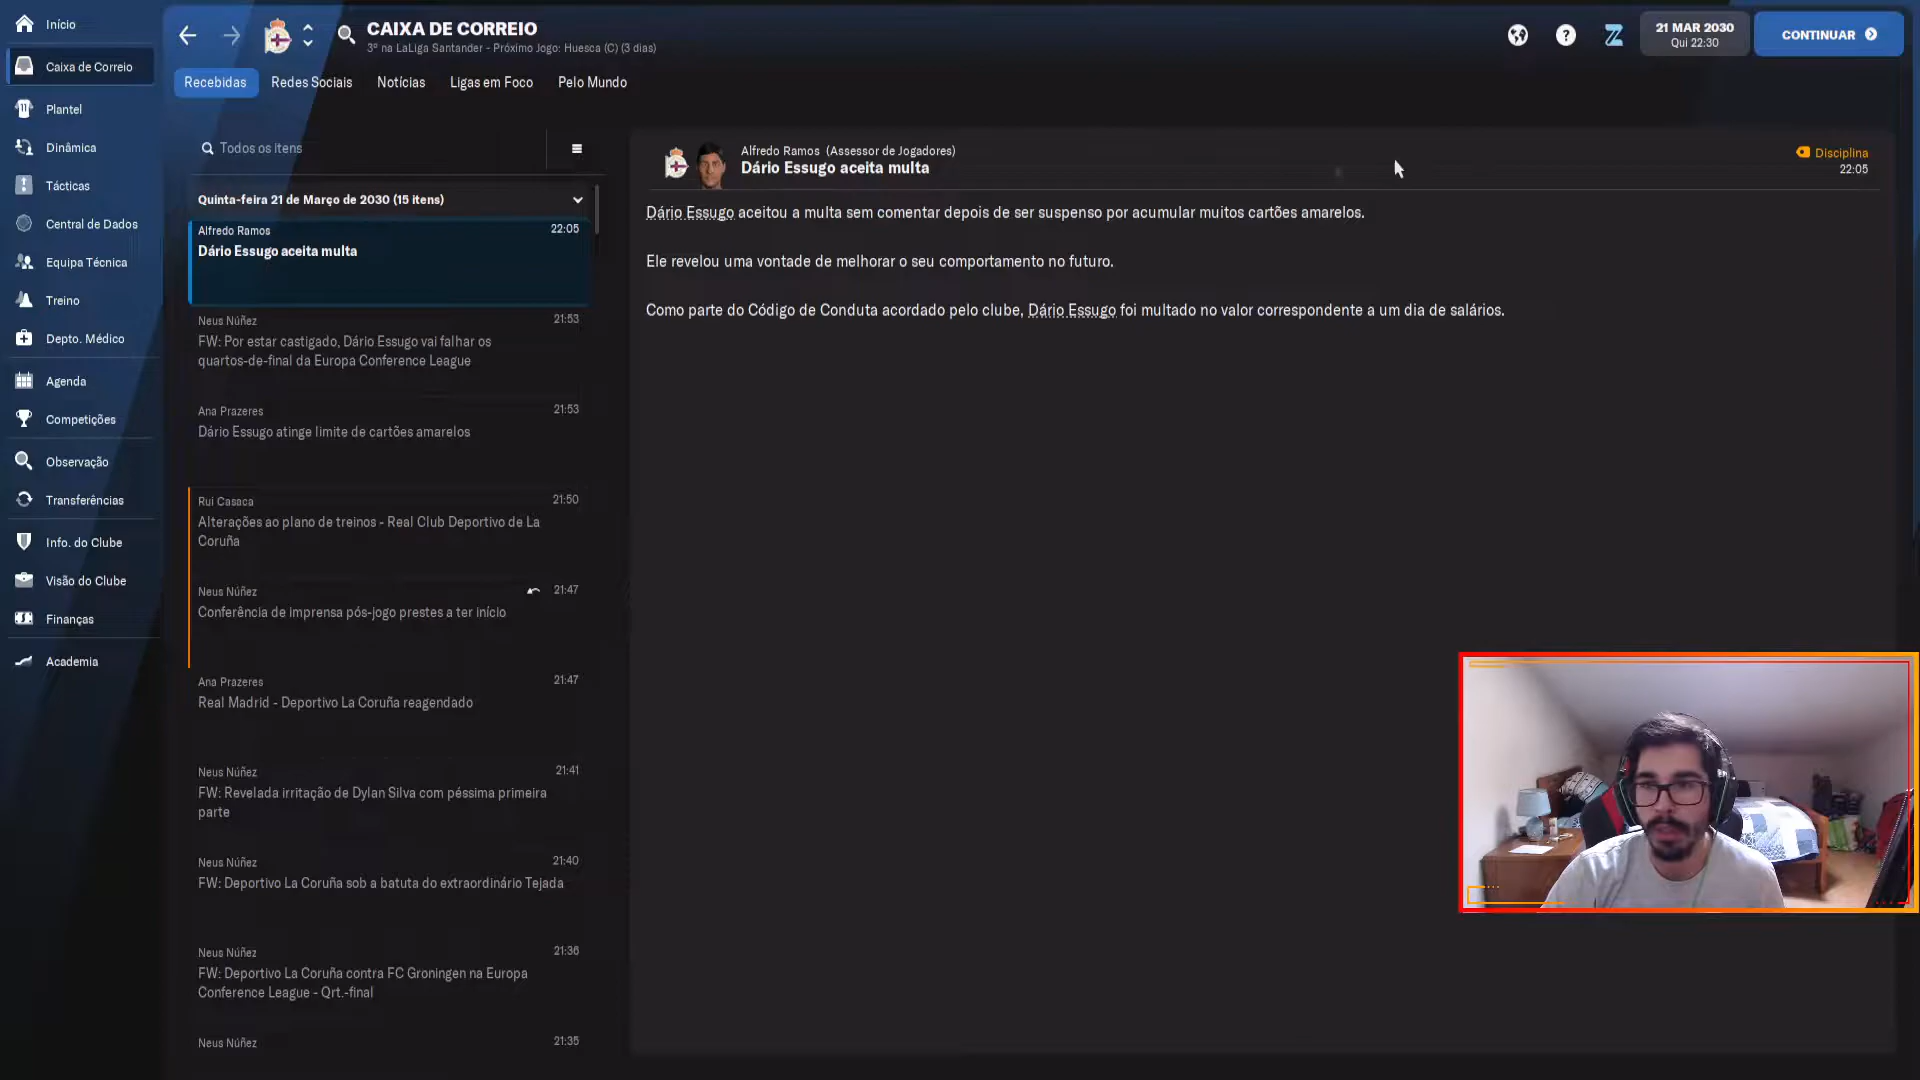 Início
Caixa de Correio
Plantel
Dinâmica
Tácticas
Central de Dados
Equipa Técnica
Treino
Depto. Médico
Agenda
Competições
Observação
Transferências
Info. do Clube
Visão do Clube
Finanças
Academia
CAIXA DE CORREIO
3º na LaLiga Santander - Próximo Jogo: Huesca (C) (3 dias)
21 MAR 2030
Qui 22:30
CONTINUAR
Recebidas
Redes Sociais
Notícias
Ligas em Foco
Pelo Mundo
Todos os itens
Quinta-feira 21 de Março de 2030 (15 itens)
Alfredo Ramos 22:05
Dário Essugo aceita multa
Neus Núñez 21:53
FW: Por estar castigado, Dário Essugo vai falhar os
quartos-de-final da Europa Conference League
Ana Prazeres 21:53
Dário Essugo atinge limite de cartões amarelos
Rui Casaca 21:50
Alterações ao plano de treinos - Real Club Deportivo de La
Coruña
Neus Núñez 21:47
Conferência de imprensa pós-jogo prestes a ter início
Ana Prazeres 21:47
Real Madrid - Deportivo La Coruña reagendado
Neus Núñez 21:41
FW: Revelada irritação de Dylan Silva com péssima primeira
parte
Neus Núñez 21:40
FW: Deportivo La Coruña sob a batuta do extraordinário Tejada
Neus Núñez 21:36
FW: Deportivo La Coruña contra FC Groningen na Europa
Conference League - Qrt.-final
Neus Núñez 21:35
Alfredo Ramos (Assessor de Jogadores)
Dário Essugo aceita multa
Disciplina
22:05
Dário Essugo aceitou a multa sem comentar depois de ser suspenso por acumular muitos cartões amarelos.
Ele revelou uma vontade de melhorar o seu comportamento no futuro.
Como parte do Código de Conduta acordado pelo clube, Dário Essugo foi multado no valor correspondente a um dia de salários.